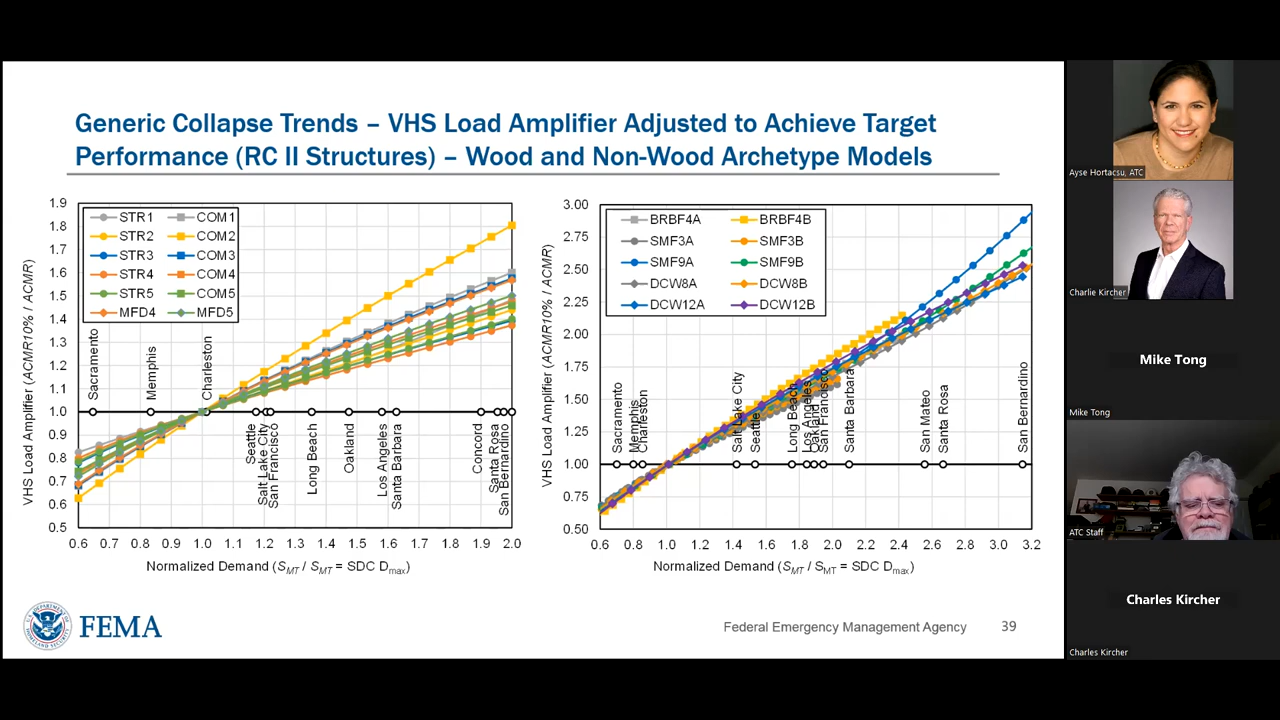 Generic Collapse Trends – VHS Load Amplifier Adjusted to Achieve Target
Performance (RC II Structures) – Wood and Non-Wood Archetype Models
VHS Load Amplifier (ACMR10% / ACMR)
1.9
1.8
1.7
1.6
1.5
1.4
1.3
1.2
1.1
1.0
0.9
0.8
0.7
0.6
0.5
STR1 COM1
STR2 COM2
STR3 COM3
STR4 COM4
STR5 COM5
MFD4 MFD5
Sacramento
Memphis
Charleston
Seattle
Salt Lake City
San Francisco
Long Beach
Oakland
Los Angeles
Santa Barbara
Concord
Santa Rosa
San Bernardino
0.6 0.7 0.8 0.9 1.0 1.1 1.2 1.3 1.4 1.5 1.6 1.7 1.8 1.9 2.0
Normalized Demand (SMT / SMT = SDC Dmax)
VHS Load Amplifier (ACMR10% / ACMR)
3.00
2.75
2.50
2.25
2.00
1.75
1.50
1.25
1.00
0.75
0.50
BRBF4A BRBF4B
SMF3A SMF3B
SMF9A SMF9B
DCW8A DCW8B
DCW12A DCW12B
Sacramento
Memphis
Charleston
Salt Lake City
Seattle
Long Beach
Los Angeles
Oakland
San Francisco
Santa Barbara
San Mateo
Santa Rosa
San Bernardino
0.6 0.8 1.0 1.2 1.4 1.6 1.8 2.0 2.2 2.4 2.6 2.8 3.0 3.2
Normalized Demand (SMT / SMT = SDC Dmax)
FEMA
Federal Emergency Management Agency 39
Ayse Hortacsu, ATC
Charlie Kircher
Mike Tong
Mike Tong
ATC Staff
Charles Kircher
Charles Kircher